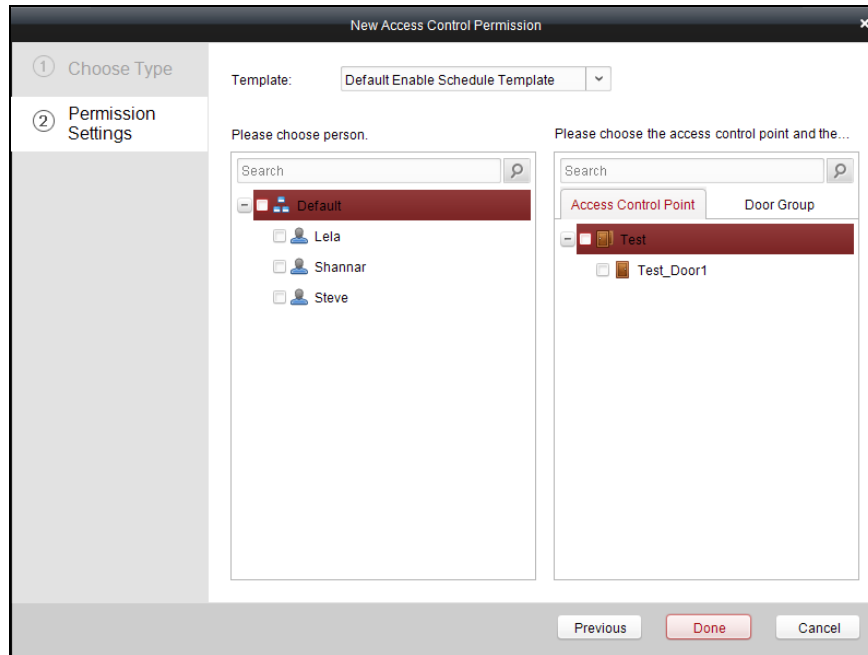 New Access Control Permission
1 Choose Type
2 Permission Settings
Template: Default Enable Schedule Template
Please choose person.
Search
Default
Lela
Shannar
Steve
Please choose the access control point and the...
Search
Access Control Point Door Group
Test
Test_Door1
Previous Done Cancel